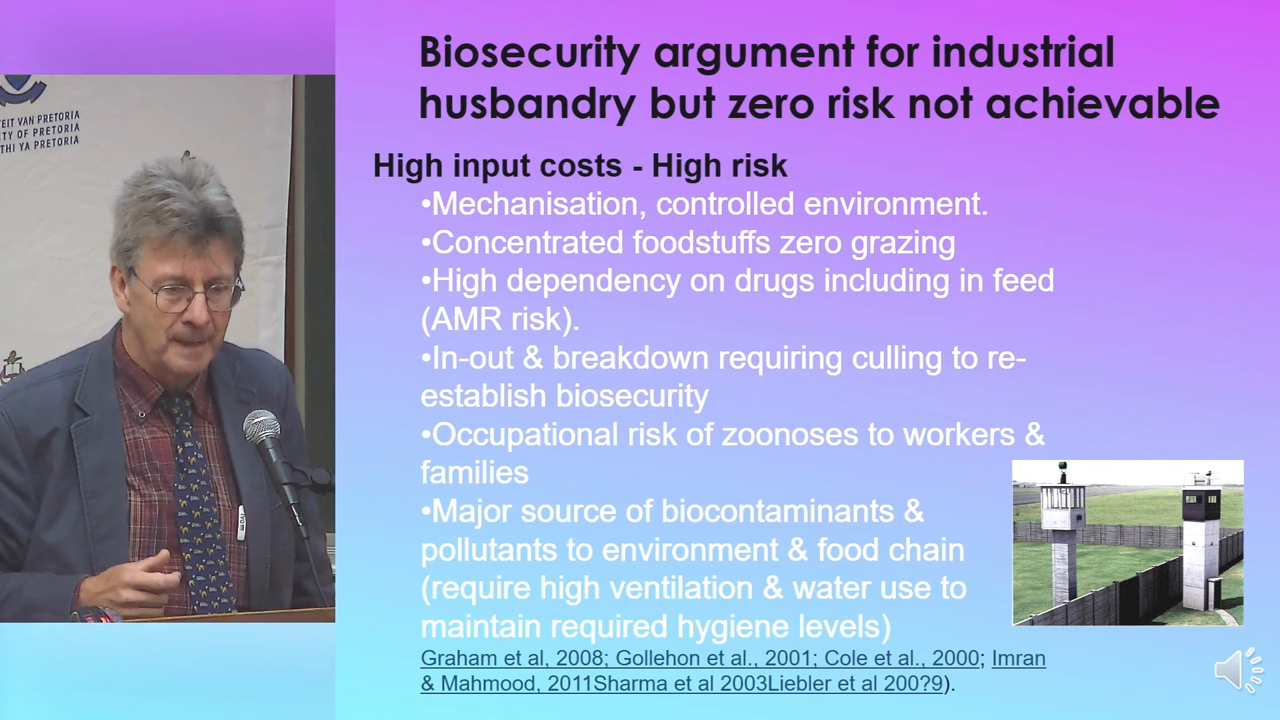 TEIT VAN PRETORIA
ITY OF PRETORIA
THI YA PRETORIA
Biosecurity argument for industrial
husbandry but zero risk not achievable
High input costs - High risk
•Mechanisation, controlled environment.
•Concentrated foodstuffs zero grazing
•High dependency on drugs including in feed
(AMR risk).
•In-out & breakdown requiring culling to re-
establish biosecurity
•Occupational risk of zoonoses to workers &
families
•Major source of biocontaminants &
pollutants to environment & food chain
(require high ventilation & water use to
maintain required hygiene levels)
Graham et al, 2008; Gollehon et al., 2001; Cole et al., 2000; Imran
& Mahmood, 2011Sharma et al 2003Liebler et al 200?9).